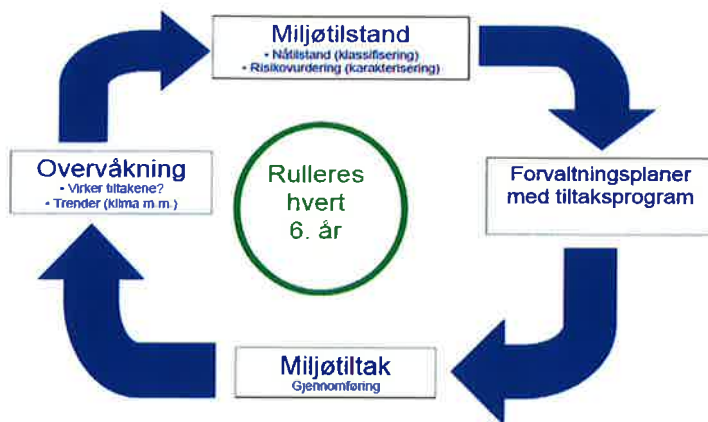 Miljøtilstand
• Nåtilstand (klassifisering)
• Risikovurdering (karakterisering)
Overvåkning
• Virker tiltakene?
• Trender (klima m.m.)
Rulleres
hvert
6. år
Forvaltningsplaner
med tiltaksprogram
Miljøtiltak
Gjennomføring